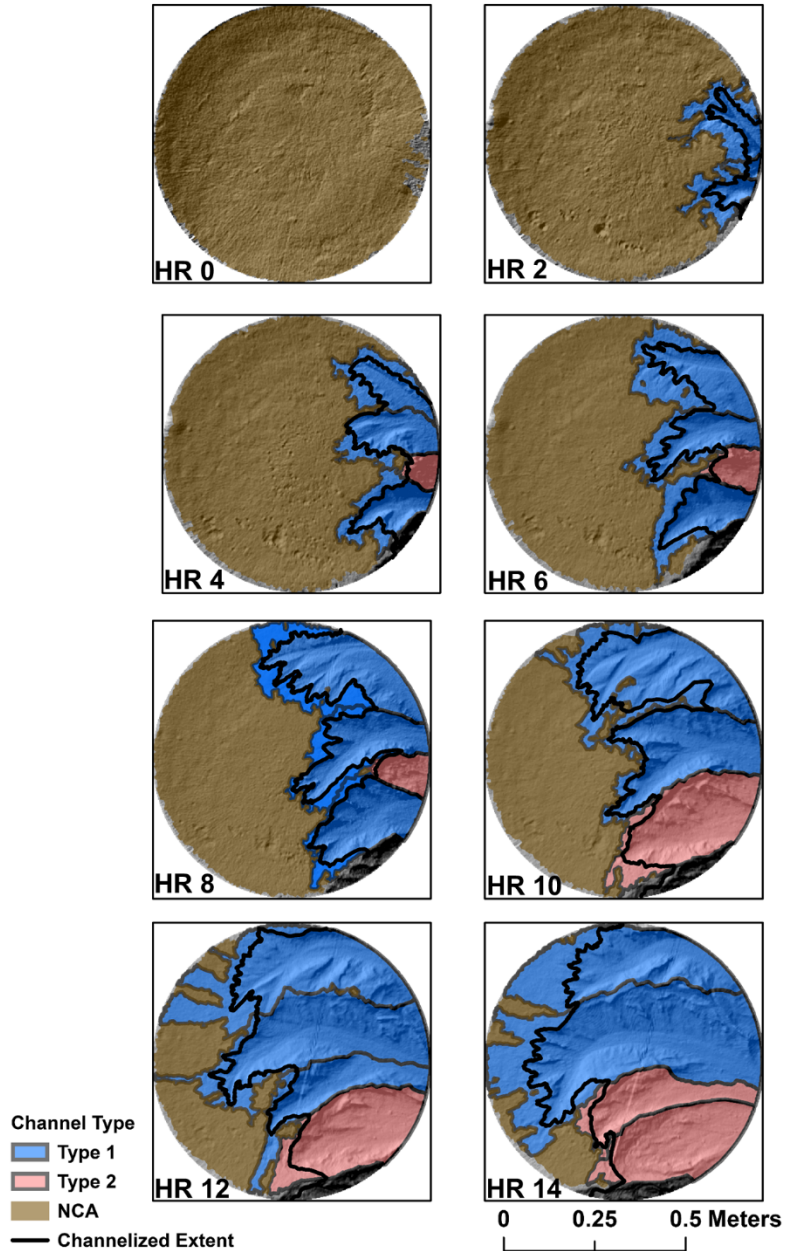 HR 0
HR 2
HR 4
HR 6
HR 8
HR 10
HR 12
HR 14
Channel Type
Type 1
Type 2
NCA
Channelized Extent
0 0.25 0.5 Meters